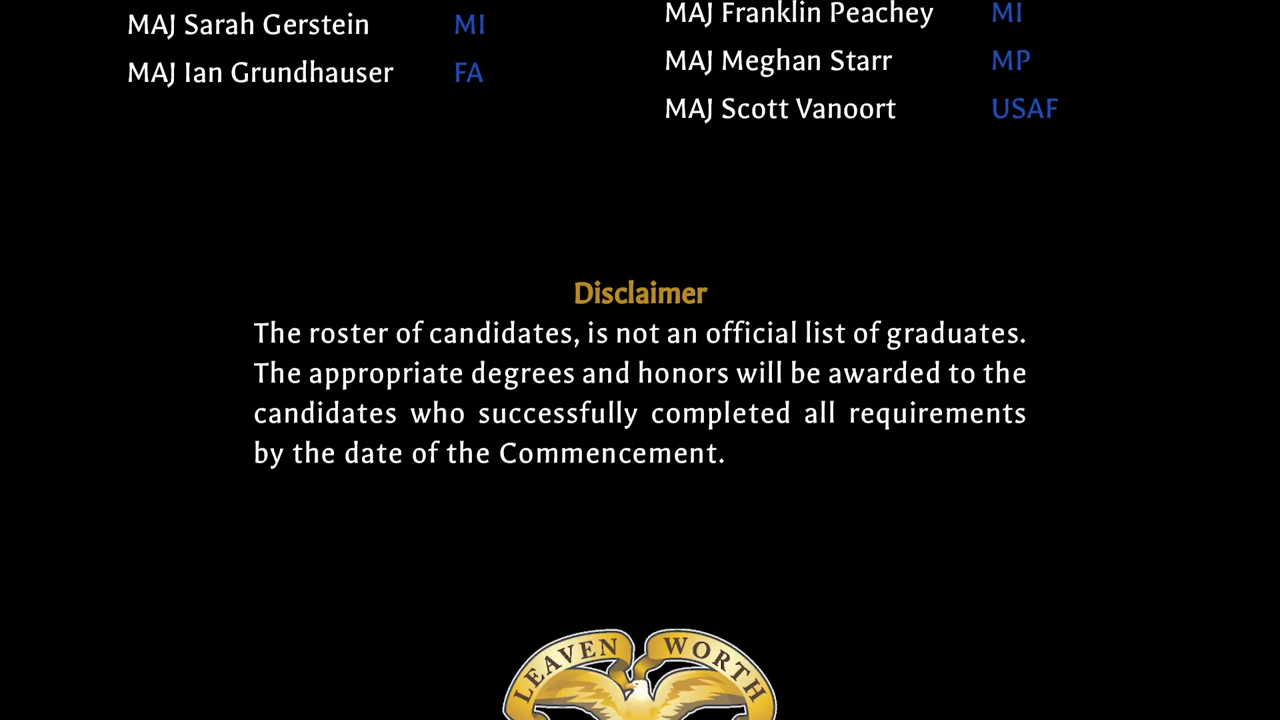 MAJ Sarah Gerstein MI
MAJ Ian Grundhauser FA
MAJ Franklin Peachey MI
MAJ Meghan Starr MP
MAJ Scott Vanoort USAF
Disclaimer
The roster of candidates, is not an official list of graduates.
The appropriate degrees and honors will be awarded to the
candidates who successfully completed all requirements
by the date of the Commencement.
LEAVEN WORTH